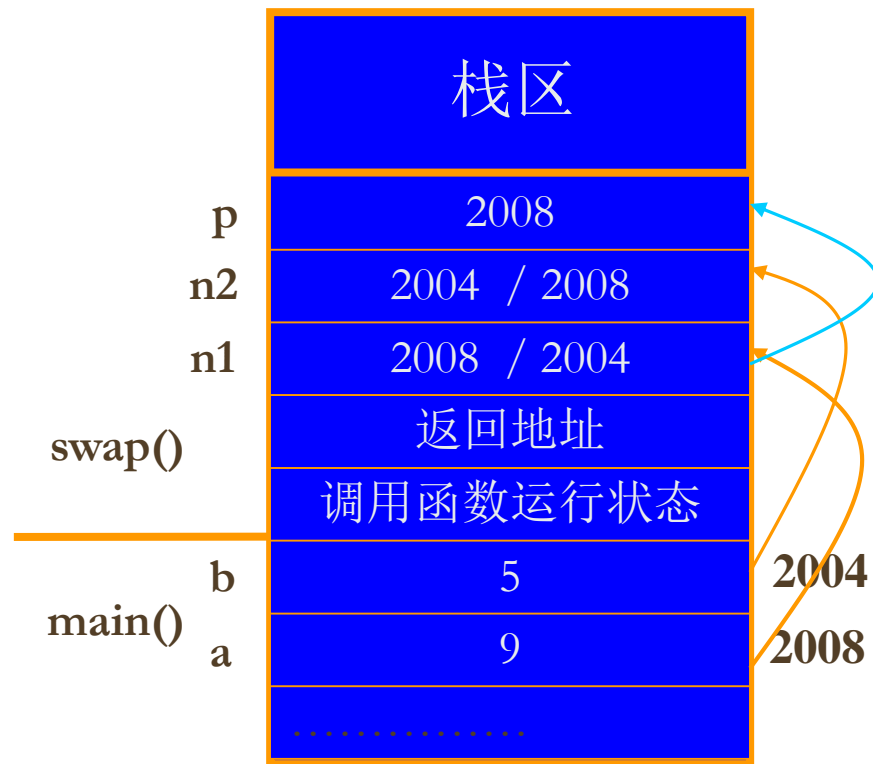 栈区
p 2008
n2 2004 / 2008
n1 2008 / 2004
返回地址
swap()
调用函数运行状态
b 5 2004
main()
a 9 2008
...............